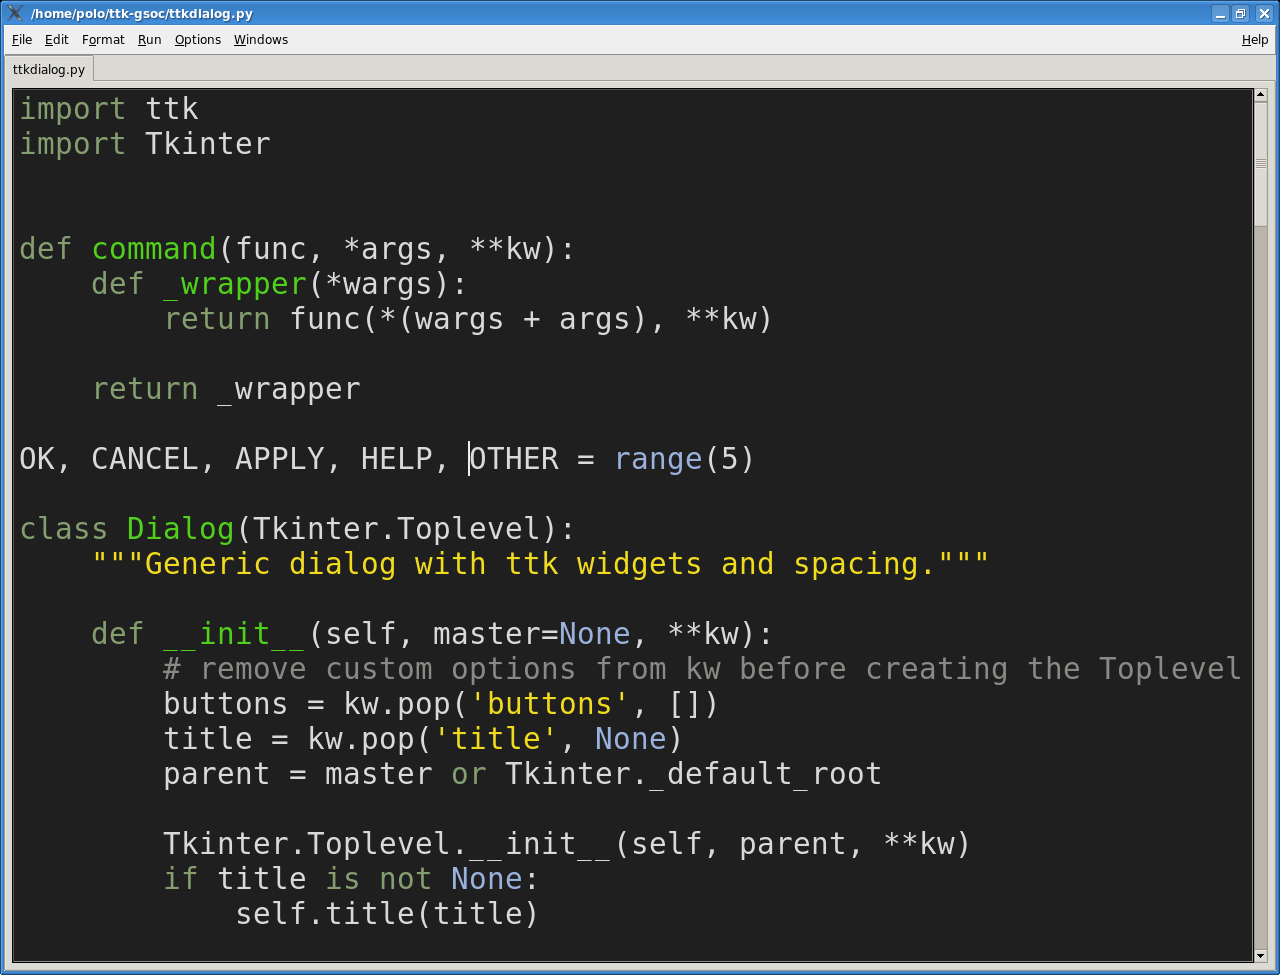 /home/polo/ttk-gsoc/ttkdialog.py
File Edit Format Run Options Windows Help
ttkdialog.py
import ttk
import Tkinter
def command(func, *args, **kw):
    def _wrapper(*wargs):
        return func(*(wargs + args), **kw)
    return _wrapper
OK, CANCEL, APPLY, HELP, OTHER = range(5)
class Dialog(Tkinter.Toplevel):
    """Generic dialog with ttk widgets and spacing."""
    def __init__(self, master=None, **kw):
        # remove custom options from kw before creating the Toplevel
        buttons = kw.pop('buttons', [])
        title = kw.pop('title', None)
        parent = master or Tkinter._default_root
        Tkinter.Toplevel.__init__(self, parent, **kw)
        if title is not None:
            self.title(title)